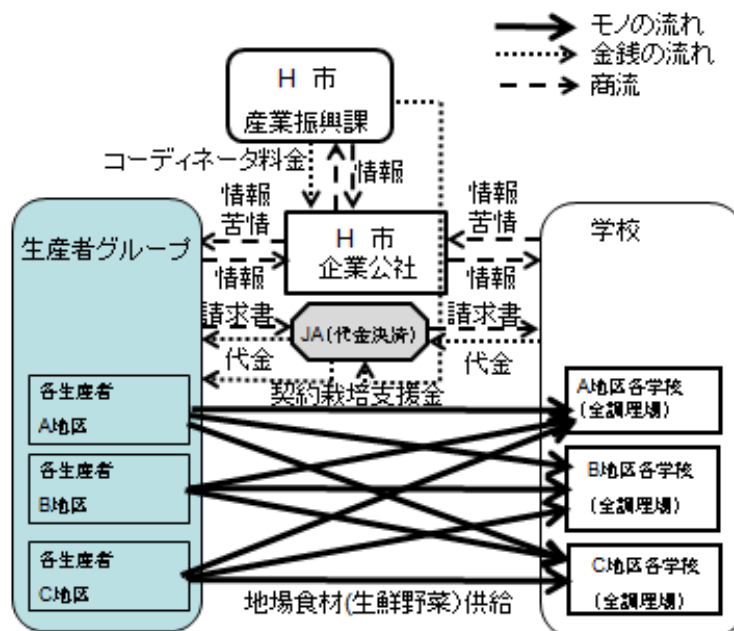 モノの流れ
金銭の流れ
商流
H 市
産業振興課
コーディネータ料金
情報
情報
苦情
情報
苦情
生産者グループ
H 市
企業公社
学校
情報
情報
請求書
請求書
JA(代金決済)
代金
代金
契約栽培支援金
各生産者
A地区
A地区各学校
(全調理場)
各生産者
B地区
B地区各学校
(全調理場)
各生産者
C地区
C地区各学校
(全調理場)
地場食材(生鮮野菜)供給